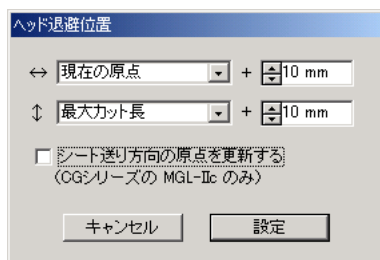 ヘッド退避位置
↔ 現在の原点 + 10 mm
↕ 最大カット長 + 10 mm
シート送り方向の原点を更新する
（CGシリーズの MGL-Ⅱc のみ）
キャンセル 設定